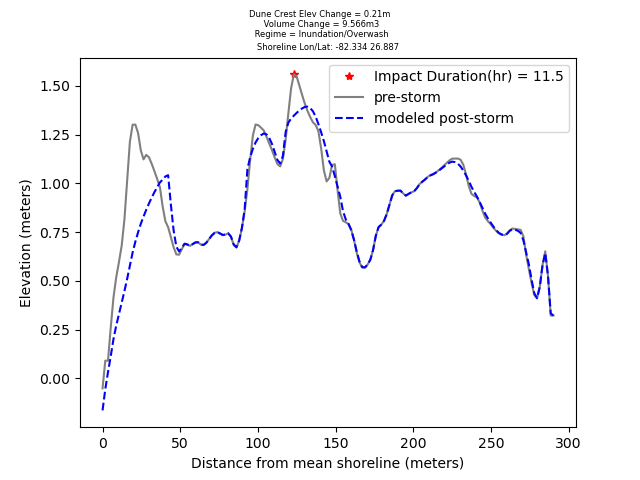 Dune Crest Elev Change = 0.21m
Volume Change = 9.566m3
Regime = Inundation/Overwash
Shoreline Lon/Lat: -82.334 26.887
Impact Duration(hr) = 11.5
pre-storm
modeled post-storm
Elevation (meters)
1.50
1.25
1.00
0.75
0.50
0.25
0.00
0 50 100 150 200 250 300
Distance from mean shoreline (meters)